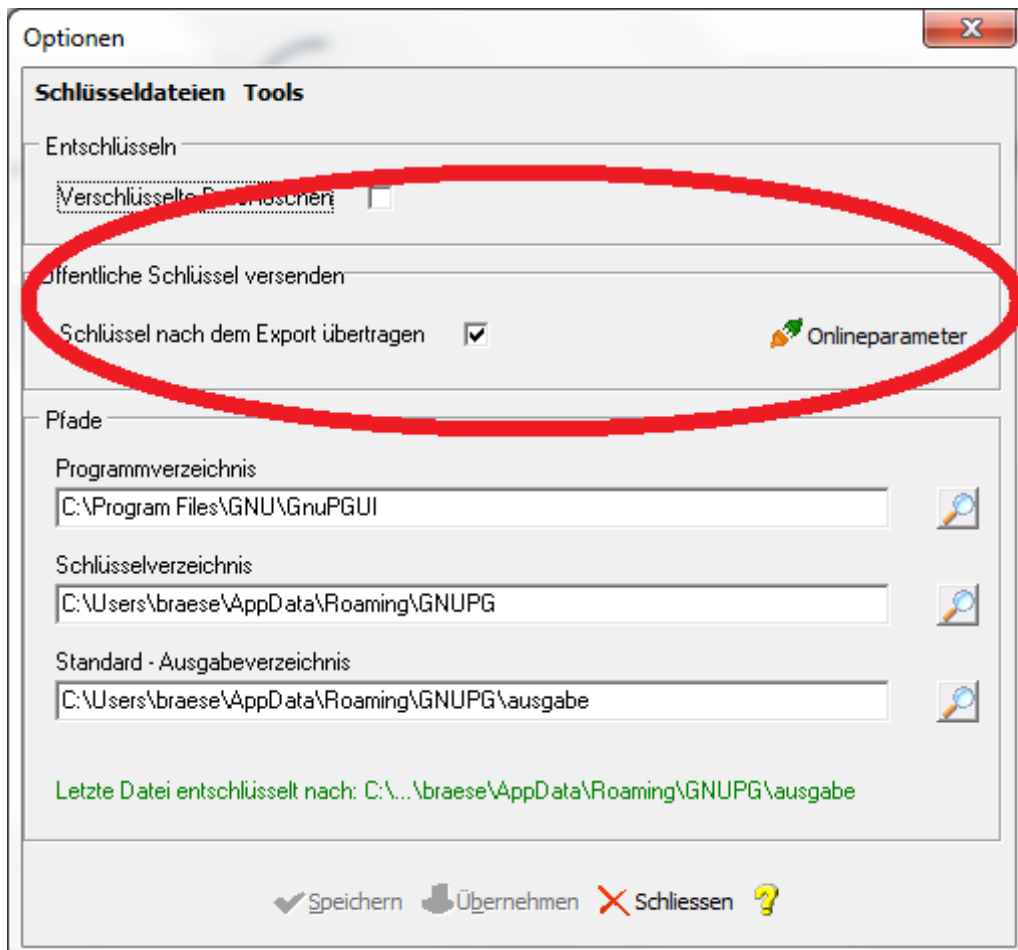 Optionen
Schlüsseldateien Tools
Entschlüsseln
Verschlüsselte löschen
Öffentliche Schlüssel versenden
Schlüssel nach dem Export übertragen Onlineparameter
Pfade
Programmverzeichnis
C:\Program Files\GNU\GnuPGUI
Schlüsselverzeichnis
C:\Users\braese\AppData\Roaming\GNUPG
Standard - Ausgabeverzeichnis
C:\Users\braese\AppData\Roaming\GNUPG\ausgabe
Letzte Datei entschlüsselt nach: C:\...\braese\AppData\Roaming\GNUPG\ausgabe
Speichern Übernehmen Schliessen